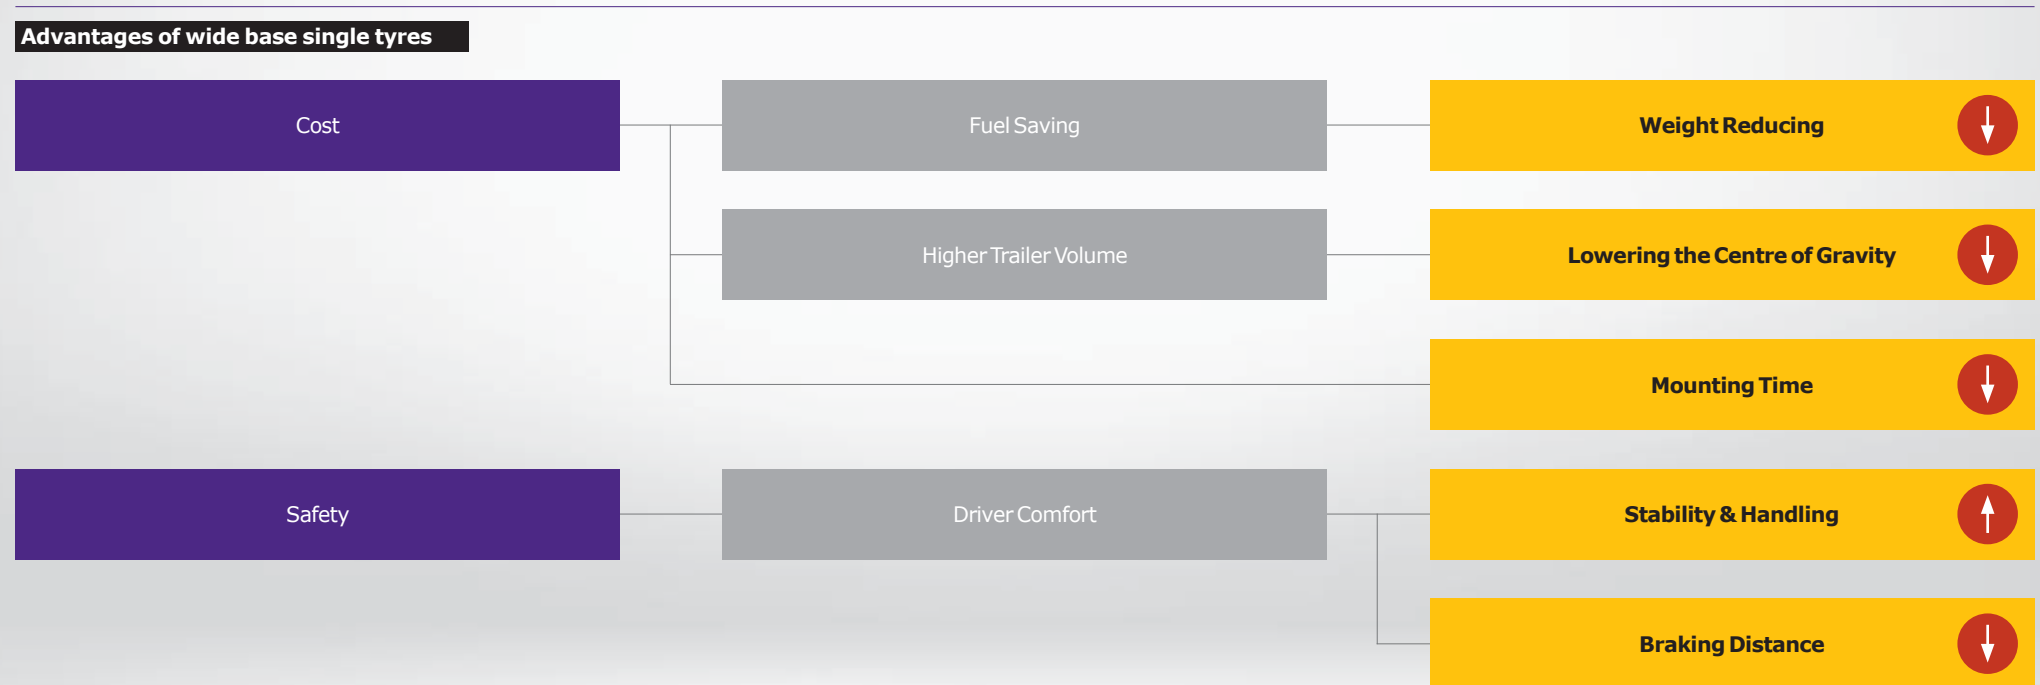 Advantages of wide base single tyres
Cost
Fuel Saving
Weight Reducing
Higher Trailer Volume
Lowering the Centre of Gravity
Mounting Time
Safety
Driver Comfort
Stability & Handling
Braking Distance